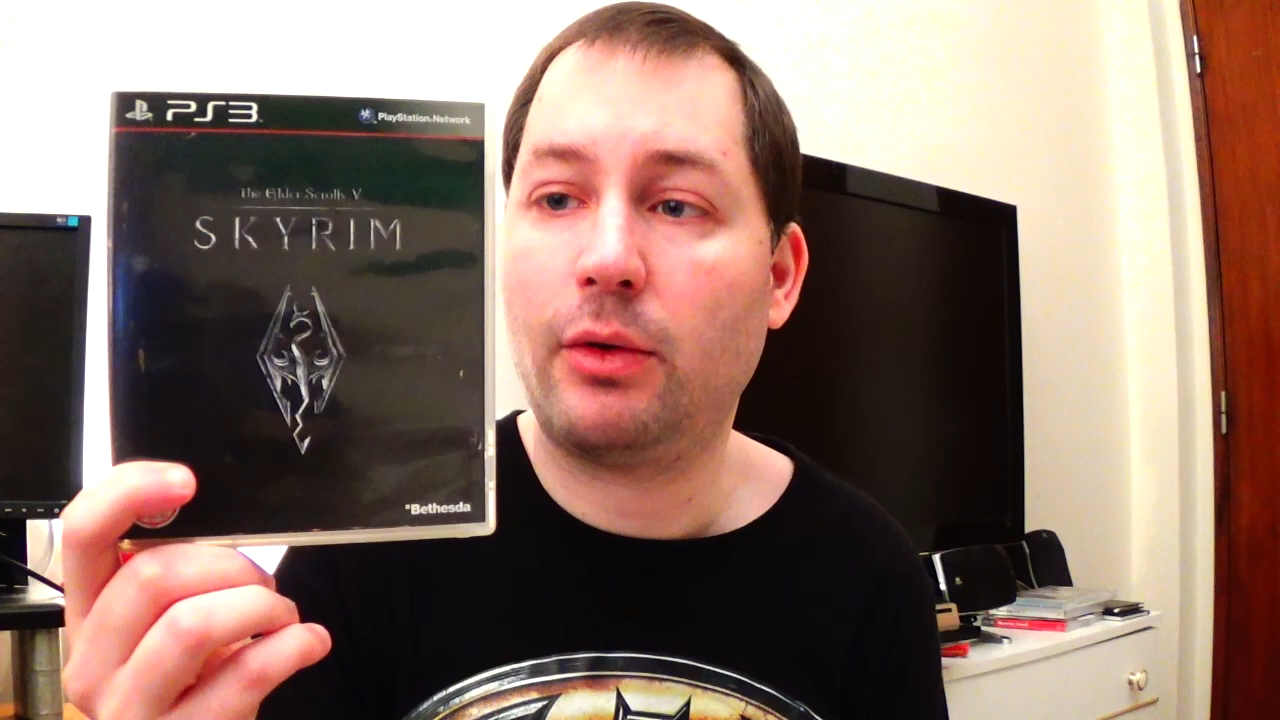 PS3
PlayStation®Network
The Elder Scrolls V
SKYRIM
Bethesda